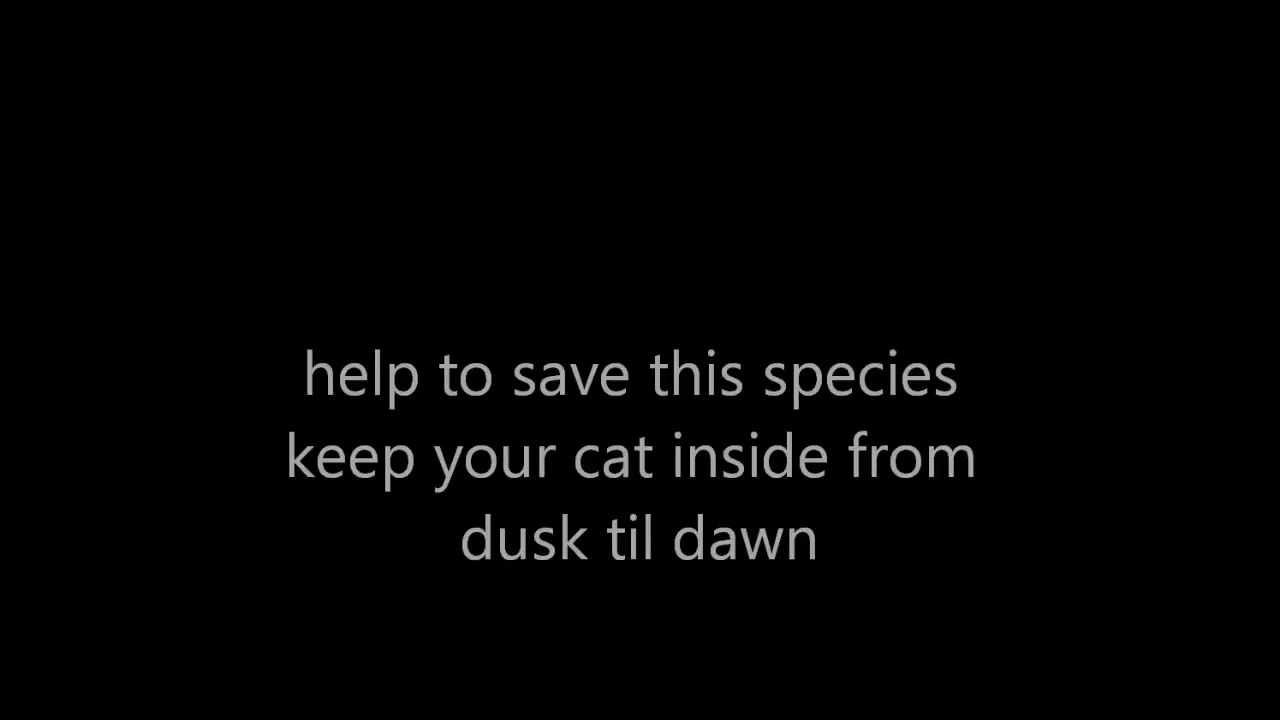 help to save this species
keep your cat inside from
dusk til dawn